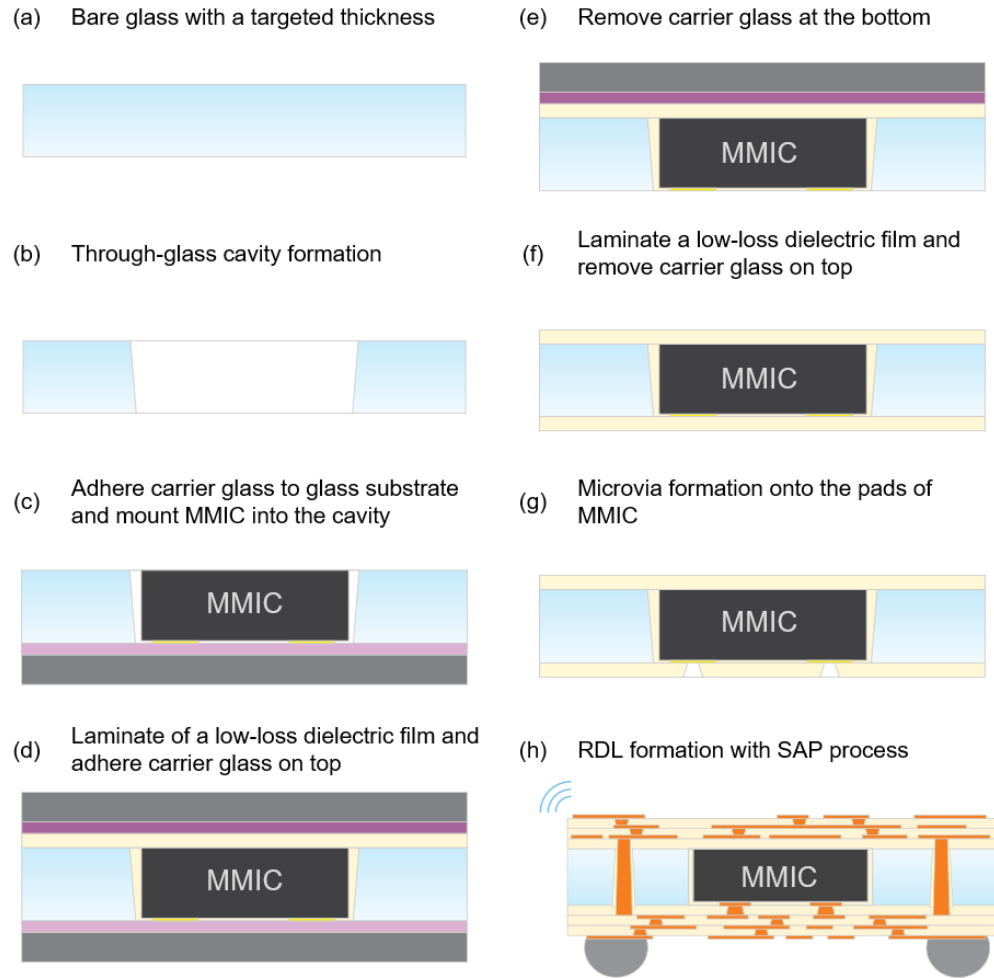 (a) Bare glass with a targeted thickness
(b) Through-glass cavity formation
(c) Adhere carrier glass to glass substrate
and mount MMIC into the cavity
MMIC
(d) Laminate of a low-loss dielectric film and
adhere carrier glass on top
MMIC
(e) Remove carrier glass at the bottom
MMIC
(f) Laminate a low-loss dielectric film and
remove carrier glass on top
MMIC
(g) Microvia formation onto the pads of
MMIC
MMIC
(h) RDL formation with SAP process
MMIC